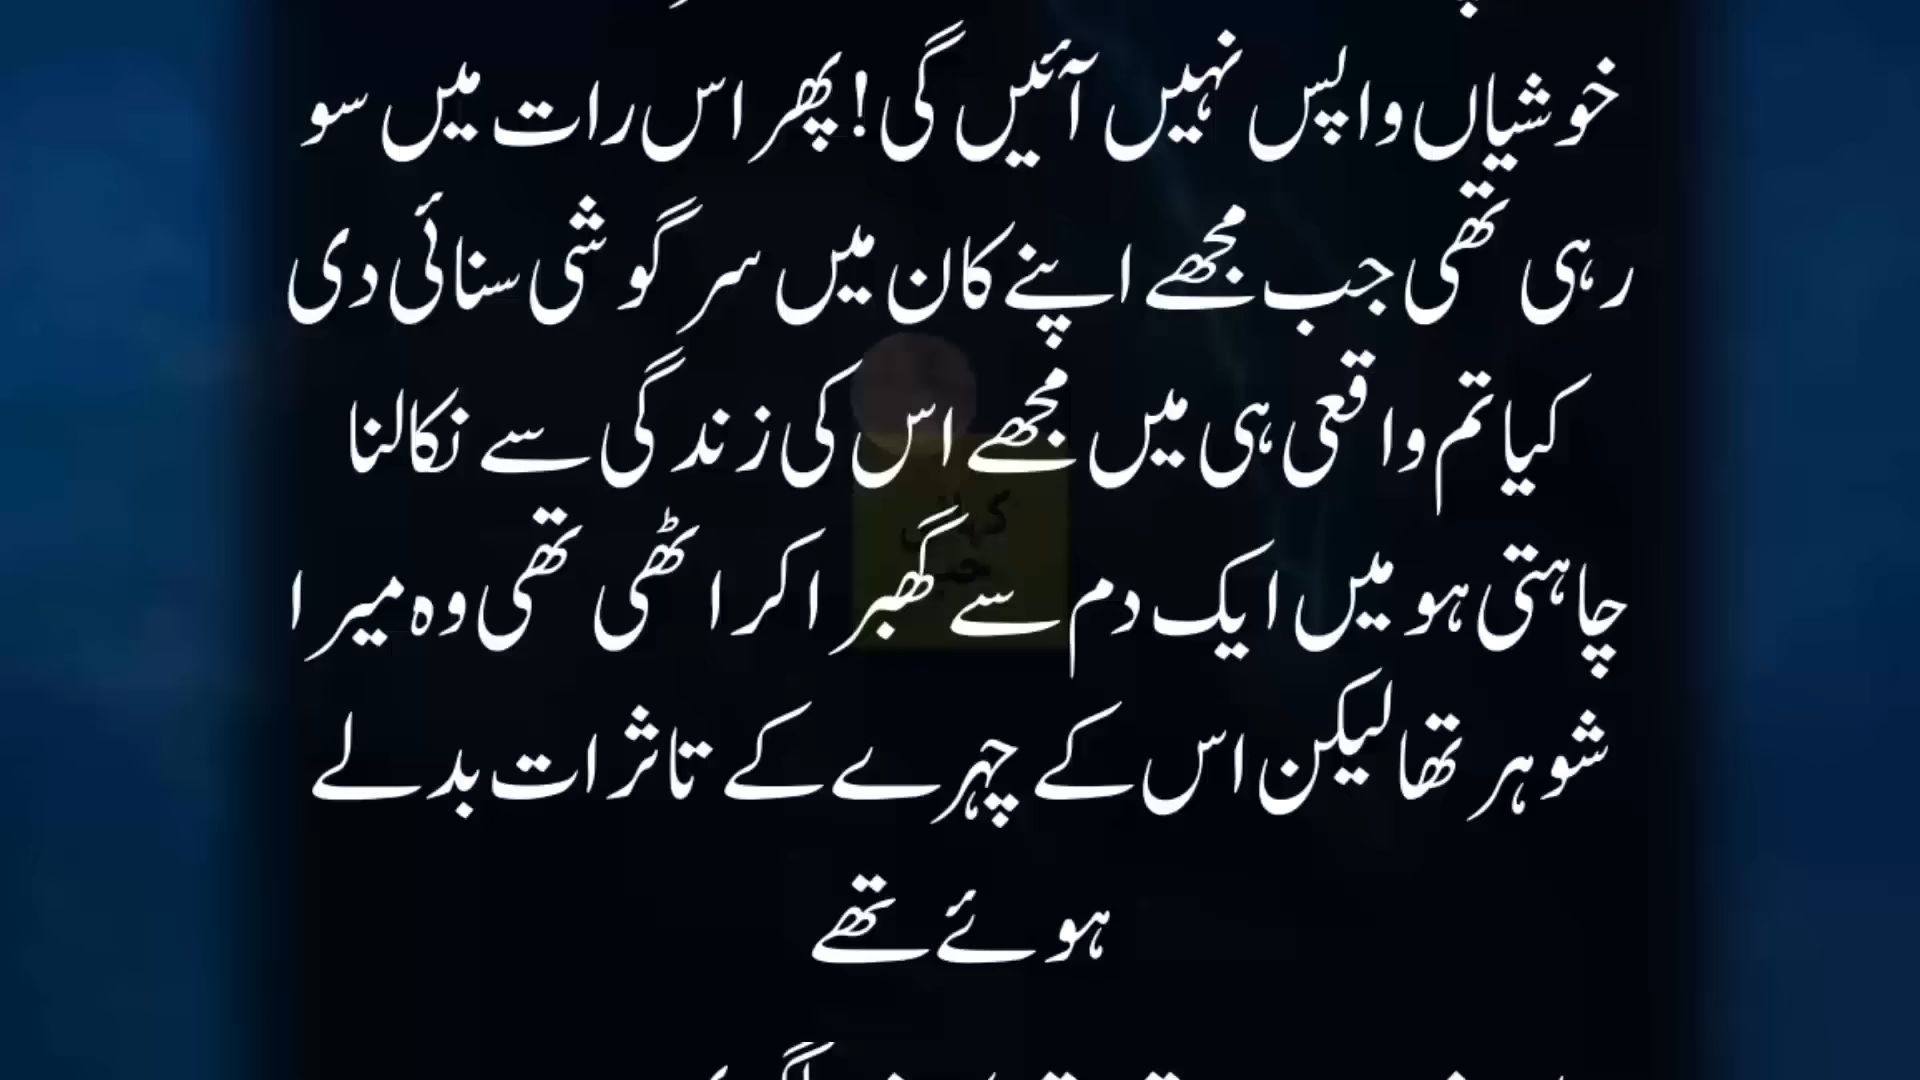 خوشیاں واپس نہیں آئیں گی! پھر اس رات میں سو
رہی تھی جب مجھے اپنے کان میں سرگوشی سنائی دی
کیا تم واقعی ہی میں مجھے اس کی زندگی سے نکالنا
چاہتی ہو میں ایک دم سے گھبرا کر اٹھی تھی وہ میرا
شوہر تھا لیکن اس کے چہرے کے تاثرات بدلے
ہوئے تھے